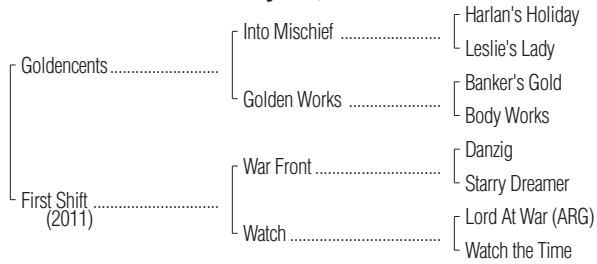 Harlan's Holiday
Into Mischief ....................
Leslie's Lady
Goldencents......................
Banker's Gold
Golden Works ..................
Body Works
Danzig
War Front.........................
Starry Dreamer
First Shift .........................
(2011)
Lord At War (ARG)
Watch ..............................
Watch the Time